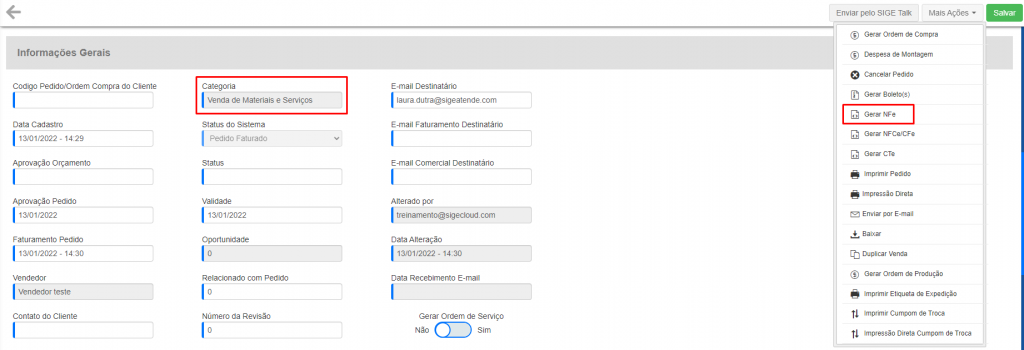 Enviar pelo SIGE Talk
Mais Ações
Salvar
Informações Gerais
Codigo Pedido/Ordem Compra do Cliente
Categoria
Venda de Materiais e Serviços
E-mail Destinatário
laura.dutra@sigeatende.com
Data Cadastro
13/01/2022 - 14:29
Status do Sistema
Pedido Faturado
E-mail Faturamento Destinatário
Aprovação Orçamento
Status
E-mail Comercial Destinatário
Aprovação Pedido
13/01/2022
Validade
13/01/2022
Alterado por
treinamento@sigecloud.com
Faturamento Pedido
13/01/2022 - 14:30
Oportunidade
0
Data Alteração
13/01/2022 - 14:30
Vendedor
Vendedor teste
Relacionado com Pedido
0
Data Recebimento E-mail
Contato do Cliente
Número da Revisão
0
Gerar Ordem de Serviço
Não
Sim
Gerar Ordem de Compra
Despesa de Montagem
Cancelar Pedido
Gerar Boleto(s)
Gerar NFe
Gerar NFCe/CFe
Gerar CTe
Imprimir Pedido
Impressão Direta
Enviar por E-mail
Baixar
Duplicar Venda
Gerar Ordem de Produção
Imprimir Etiqueta de Expedição
Imprimir Cumpom de Troca
Impressão Direta Cumpom de Troca